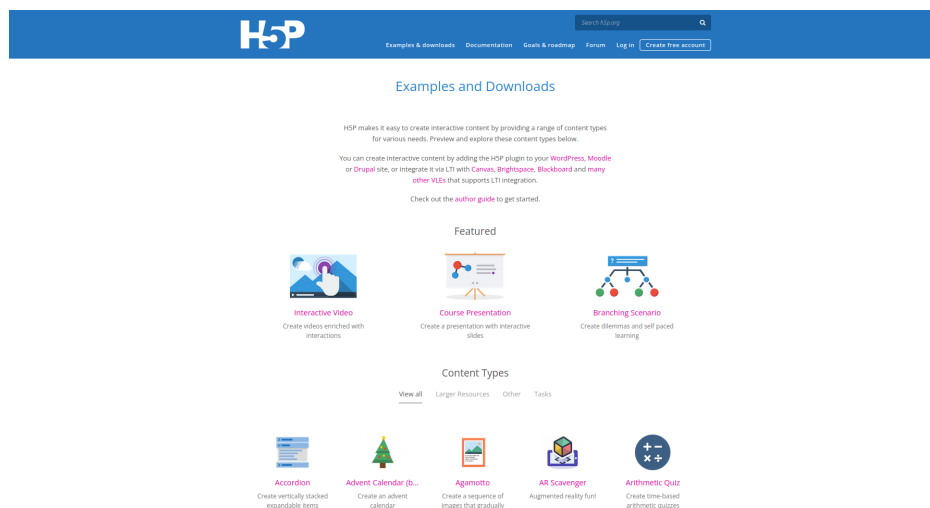 H5P
Search h5p.org
Examples & downloads Documentation Goals & roadmap Forum Log in Create free account
Examples and Downloads
H5P makes it easy to create interactive content by providing a range of content types
for various needs. Preview and explore these content types below.
You can create interactive content by adding the H5P plugin to your WordPress, Moodle
or Drupal site, or integrate it via LTI with Canvas, Brightspace, Blackboard and many
other VLEs that supports LTI integration.
Check out the author guide to get started.
Featured
Interactive Video Course Presentation Branching Scenario
Create videos enriched with Create a presentation with interactive Create dilemmas and self paced
interactions slides learning
Content Types
View all Larger Resources Other Tasks
Accordion Advent Calendar (b... Agamotto AR Scavenger Arithmetic Quiz
Create vertically stacked Create an advent Create a sequence of Augmented reality fun! Create time-based
expandable items calendar images that gradually arithmetic quizzes